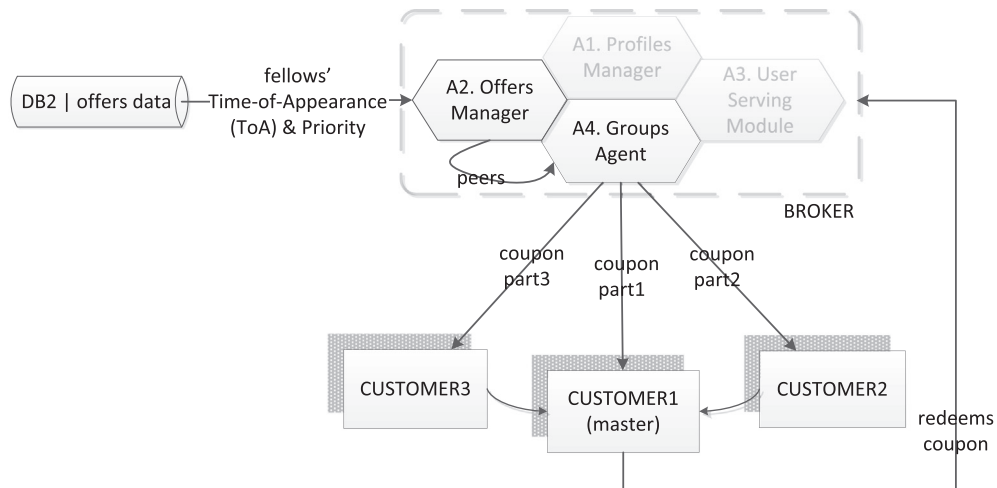 DB2 | offers data
fellows’
Time-of-Appearance
(ToA) & Priority
A1. Profiles
Manager
A2. Offers
Manager
A3. User
Serving
Module
A4. Groups
Agent
peers
BROKER
coupon
part3
coupon
part1
coupon
part2
CUSTOMER3
CUSTOMER1
(master)
CUSTOMER2
redeems
coupon